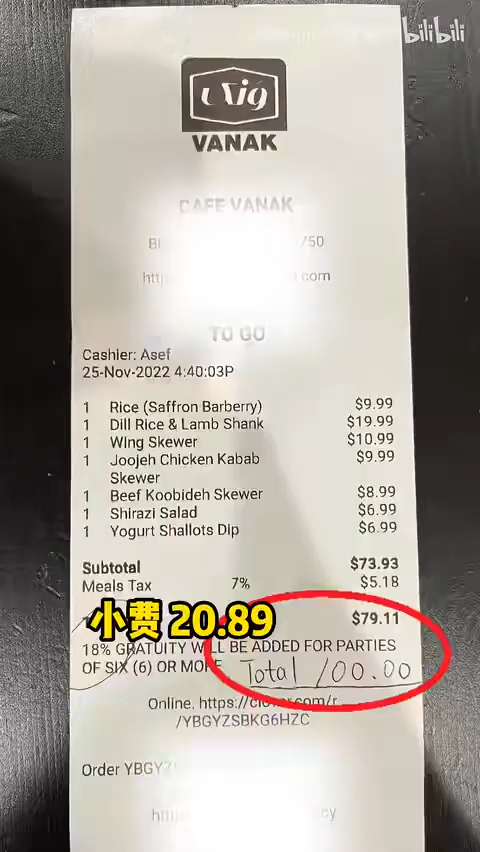 bilibili
VANAK
CAFE VANAK
TO GO
Cashier: Asef
25-Nov-2022 4:40:03P
1 Rice (Saffron Barberry) $9.99
1 Dill Rice & Lamb Shank $19.99
1 Wing Skewer $10.99
1 Joojeh Chicken Kabab $9.99
Skewer
1 Beef Koobideh Skewer $8.99
1 Shirazi Salad $6.99
1 Yogurt Shallots Dip $6.99
Subtotal $73.93
Meals Tax 7% $5.18
小费 20.89 $79.11
18% GRATUITY WILL BE ADDED FOR PARTIES
OF SIX (6) OR MORE
Total 100.00
Online. https://clover.com/r
/YBGYZSBKG6HZC
Order